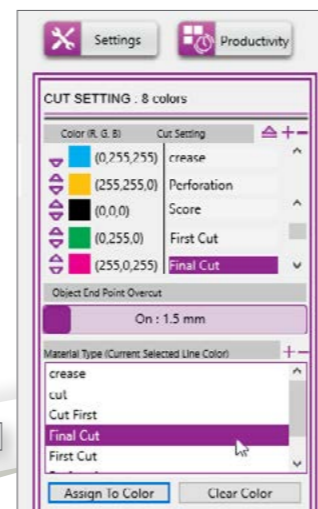 Settings
Productivity
CUT SETTING : 8 colors
Color (R. G. B) Cut Setting
(0,255,255) crease
(255,255,0) Perforation
(0,0,0) Score
(0,255,0) First Cut
(255,0,255) Final Cut
Object End Point Overcut
On : 1.5 mm
Material Type (Current Selected Line Color)
crease
cut
Cut First
Final Cut
First Cut
Assign To Color
Clear Color